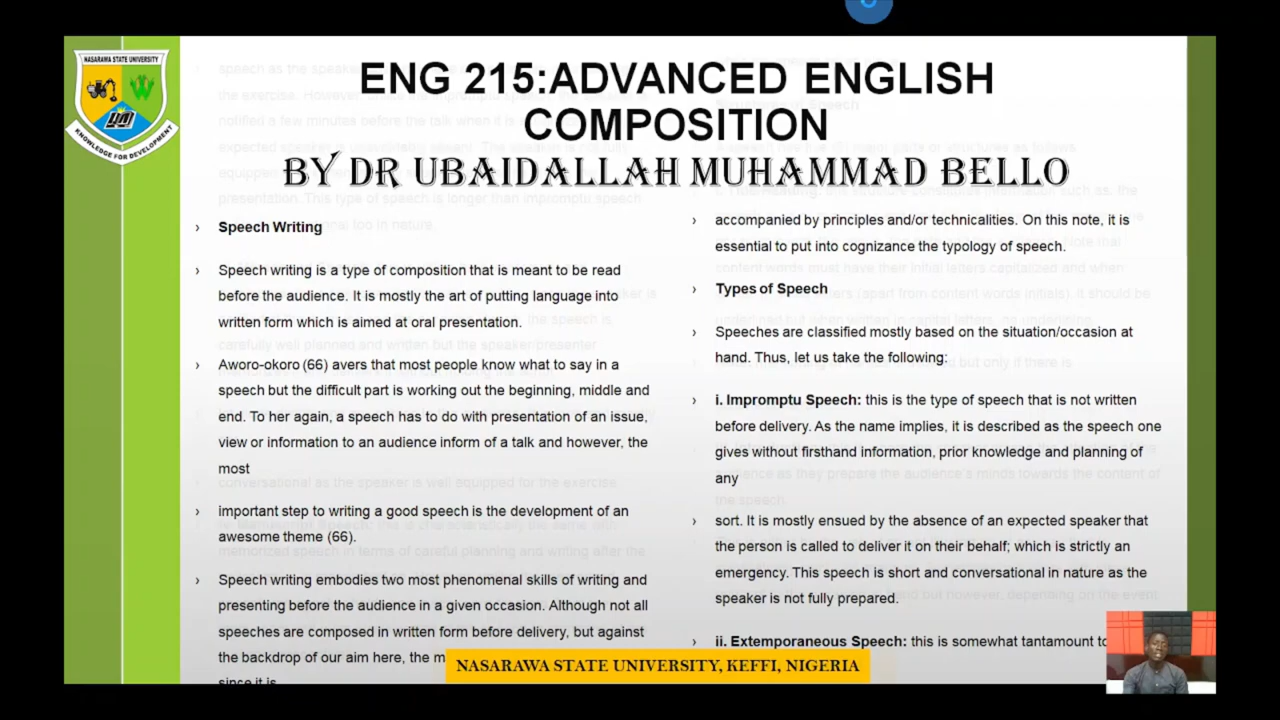 NASARAWA STATE UNIVERSITY
KNOWLEDGE FOR DEVELOPMENT
ENG 215:ADVANCED ENGLISH
COMPOSITION
BY DR UBAIDALLAH MUHAMMAD BELLO
› Speech Writing
› Speech writing is a type of composition that is meant to be read
before the audience. It is mostly the art of putting language into
written form which is aimed at oral presentation.
› Aworo-okoro (66) avers that most people know what to say in a
speech but the difficult part is working out the beginning, middle and
end. To her again, a speech has to do with presentation of an issue,
view or information to an audience inform of a talk and however, the
most
› important step to writing a good speech is the development of an
awesome theme (66).
› Speech writing embodies two most phenomenal skills of writing and
presenting before the audience in a given occasion. Although not all
speeches are composed in written form before delivery, but against
the backdrop of our aim here, the
since it is
› accompanied by principles and/or technicalities. On this note, it is
essential to put into cognizance the typology of speech.
› Types of Speech
› Speeches are classified mostly based on the situation/occasion at
hand. Thus, let us take the following:
› i. Impromptu Speech: this is the type of speech that is not written
before delivery. As the name implies, it is described as the speech one
gives without firsthand information, prior knowledge and planning of
any
› sort. It is mostly ensued by the absence of an expected speaker that
the person is called to deliver it on their behalf; which is strictly an
emergency. This speech is short and conversational in nature as the
speaker is not fully prepared.
› ii. Extemporaneous Speech: this is somewhat tantamount
NASARAWA STATE UNIVERSITY, KEFFI, NIGERIA